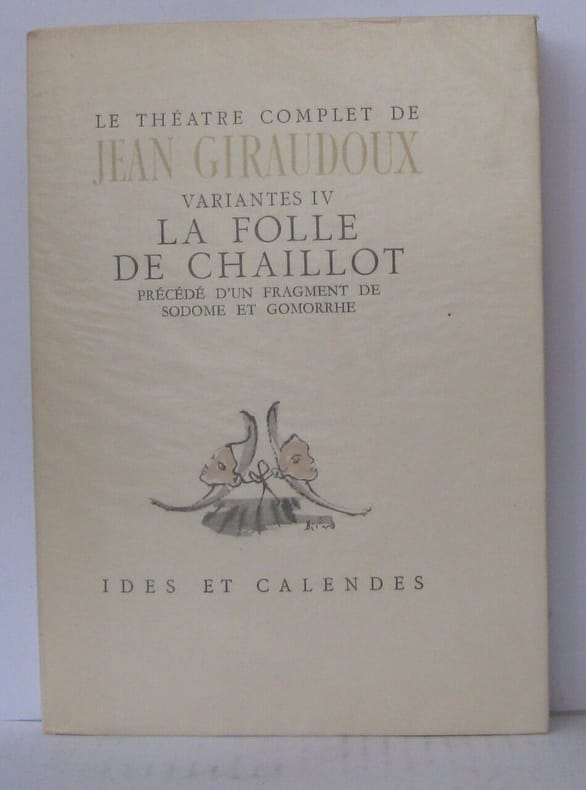 LE THÉATRE COMPLET DE
JEAN GIRAUDOUX
VARIANTES IV
LA FOLLE
DE CHAILLOT
PRÉCÉDÉ D'UN FRAGMENT DE
SODOME ET GOMORRHE
IDES ET CALENDES